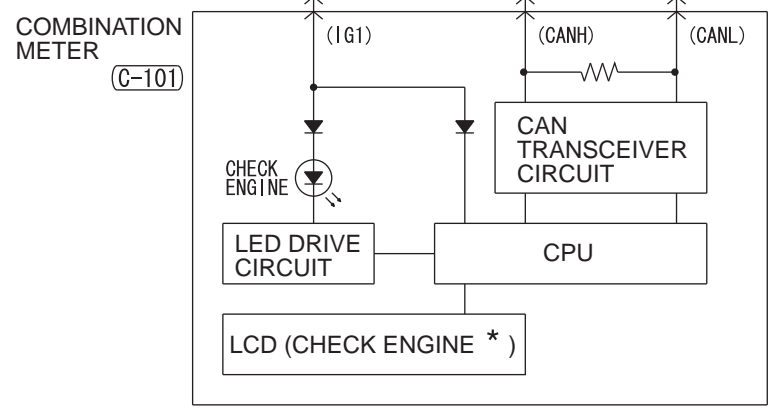 COMBINATION
METER
(C-101)
(IG1)
(CANH)
(CANL)
CHECK
ENGINE
CAN
TRANSCEIVER
CIRCUIT
LED DRIVE
CIRCUIT
CPU
LCD (CHECK ENGINE * )